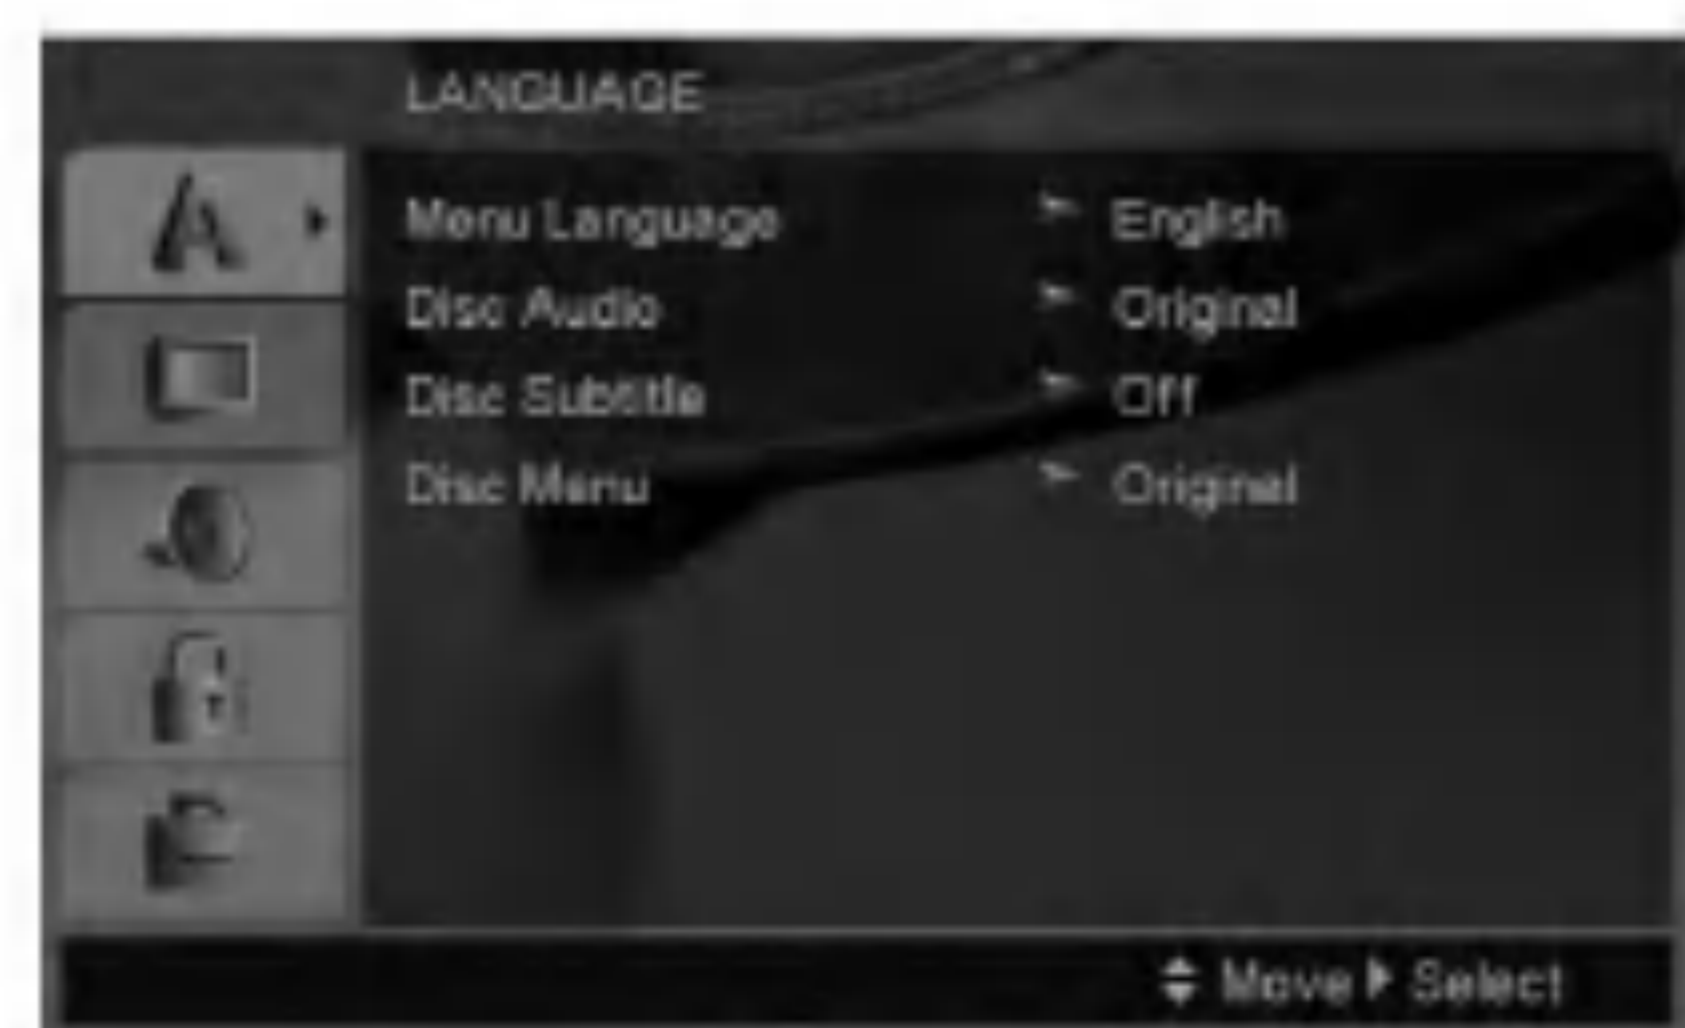 LANGUAGE
Menu Language English
Disc Audio Original
Disc Subtitle Off
Disc Menu Original
Move Select